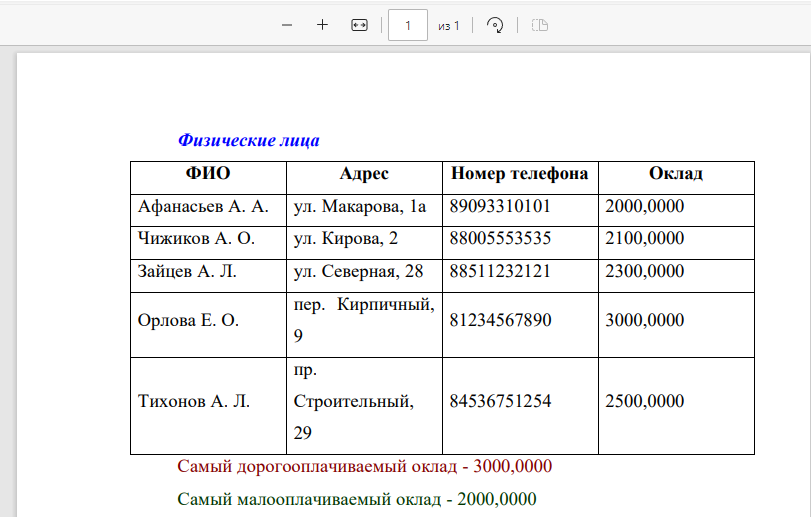 1 из 1
Физические лица
ФИО Адрес Номер телефона Оклад
Афанасьев А. А. ул. Макарова, 1а 89093310101 2000,0000
Чижиков А. О. ул. Кирова, 2 88005553535 2100,0000
Зайцев А. Л. ул. Северная, 28 88511232121 2300,0000
Орлова Е. О. пер. Кирпичный, 81234567890 3000,0000
9
Тихонов А. Л. пр. 84536751254 2500,0000
Строительный,
29
Самый дорогооплачиваемый оклад - 3000,0000
Самый малооплачиваемый оклад - 2000,0000